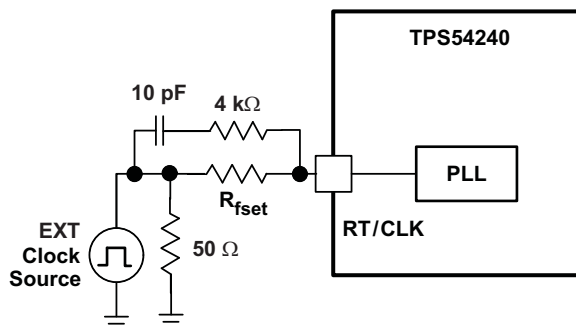 TPS54240
10 pF
4 kΩ
PLL
Rfset
RT/CLK
EXT
Clock
Source
50 Ω